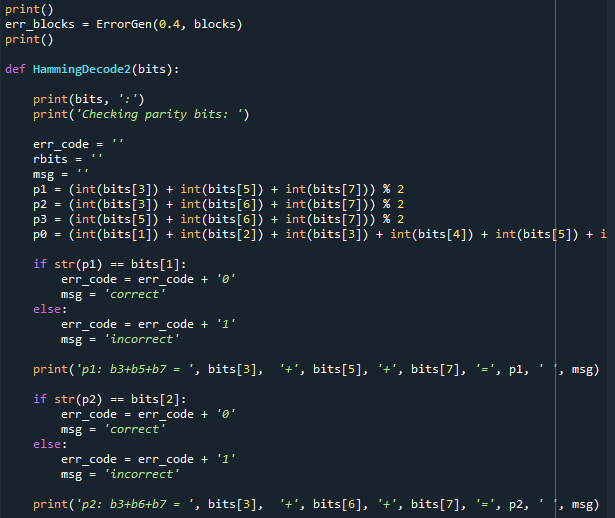 print()
err_blocks = ErrorGen(0.4, blocks)
print()
def HammingDecode2(bits):
print(bits, ':')
print('Checking parity bits: ')
err_code = ''
rbits = ''
msg = ''
p1 = (int(bits[3]) + int(bits[5]) + int(bits[7])) % 2
p2 = (int(bits[3]) + int(bits[6]) + int(bits[7])) % 2
p3 = (int(bits[5]) + int(bits[6]) + int(bits[7])) % 2
p0 = (int(bits[1]) + int(bits[2]) + int(bits[3]) + int(bits[4]) + int(bits[5]) + i
if str(p1) == bits[1]:
err_code = err_code + '0'
msg = 'correct'
else:
err_code = err_code + '1'
msg = 'incorrect'
print('p1: b3+b5+b7 = ', bits[3],  '+', bits[5], '+', bits[7], '=', p1, ' ', msg)
if str(p2) == bits[2]:
err_code = err_code + '0'
msg = 'correct'
else:
err_code = err_code + '1'
msg = 'incorrect'
print('p2: b3+b6+b7 = ', bits[3],  '+', bits[6], '+', bits[7], '=', p2, ' ', msg)